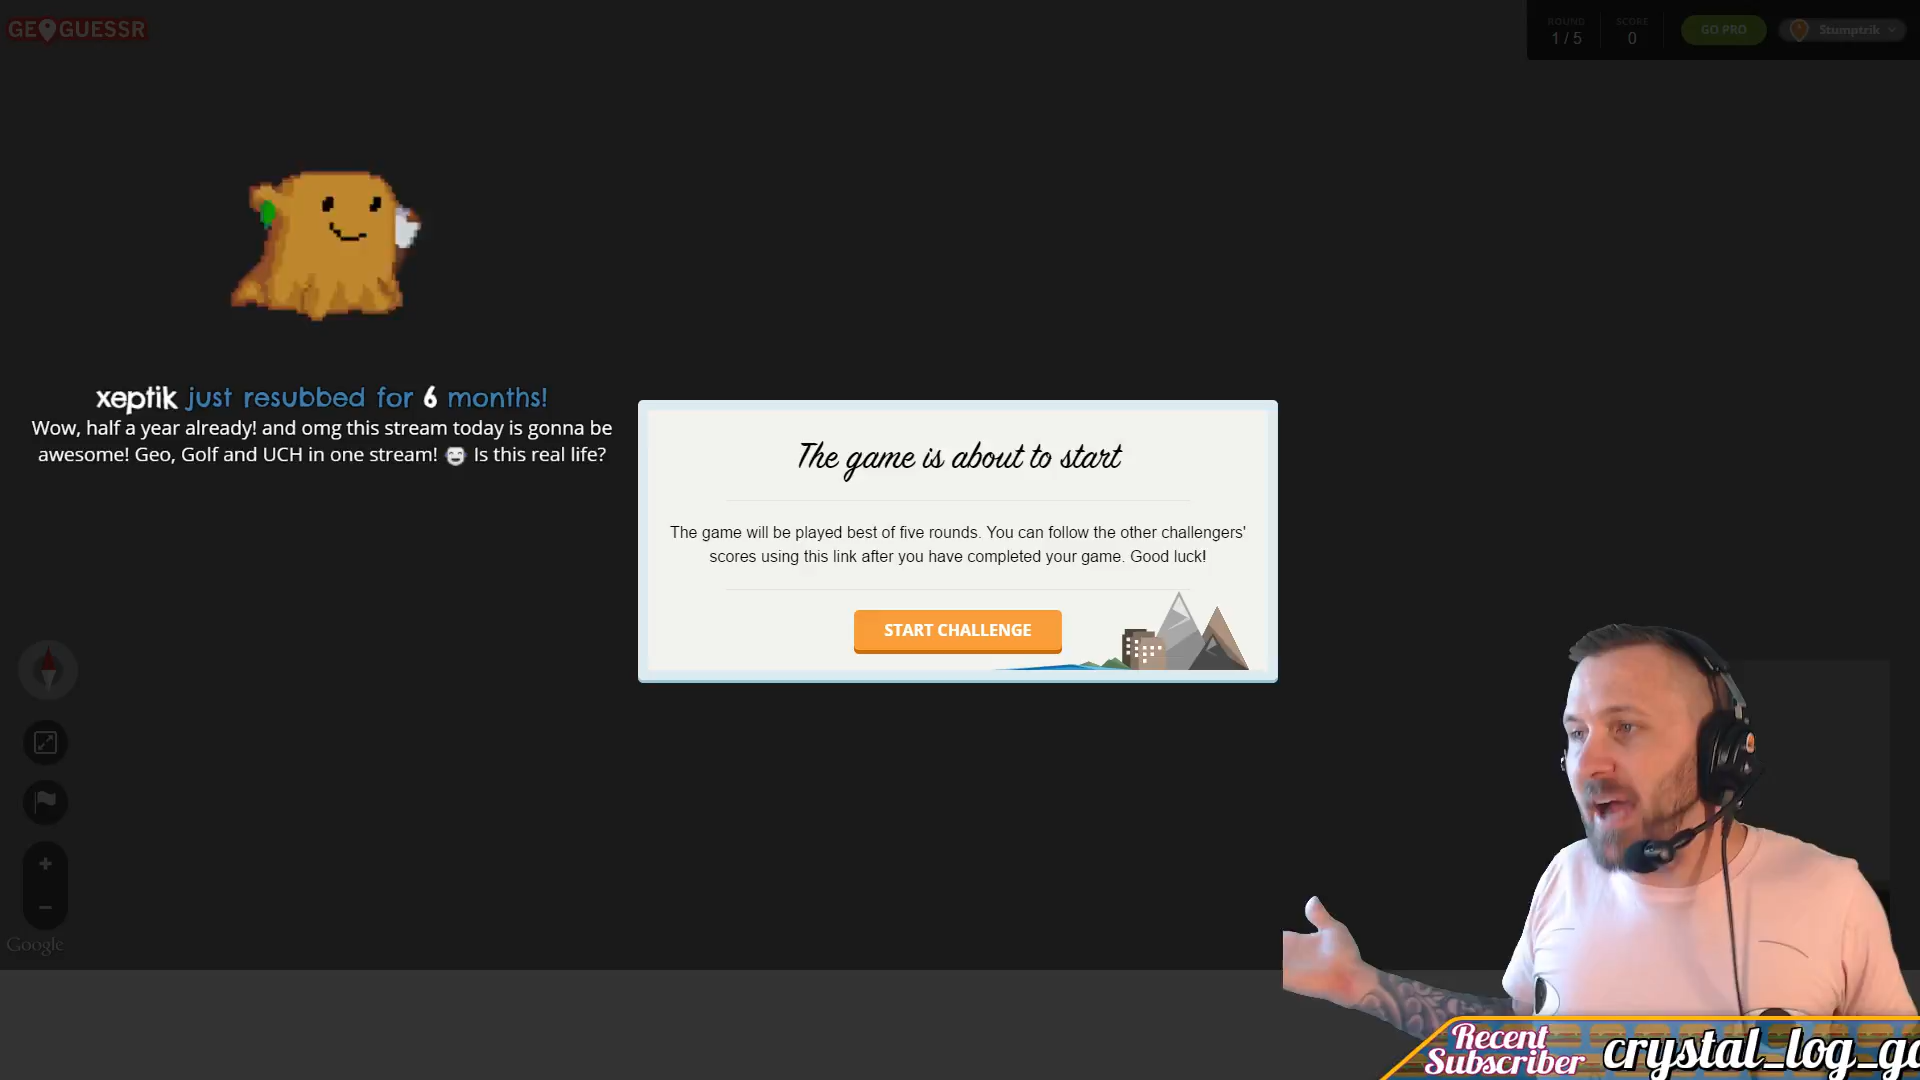 GEOGUESSR
ROUND
1 / 5
SCORE
0
GO PRO
Stumptzik
xeptik just resubbed for 6 months!
Wow, half a year already! and omg this stream today is gonna be
awesome! Geo, Golf and UCH in one stream! Is this real life?
The game is about to start
The game will be played best of five rounds. You can follow the other challengers'
scores using this link after you have completed your game. Good luck!
START CHALLENGE
Google
Recent
Subscriber
crystal_log_ga